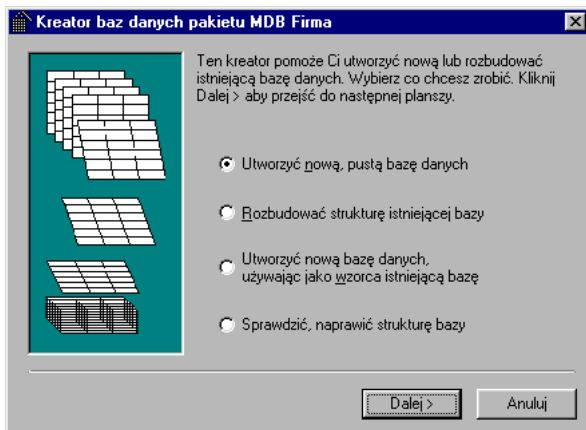 Kreator baz danych pakietu MDB Firma
Ten kreator pomoże Ci utworzyć nową lub rozbudować
istniejącą bazę danych. Wybierz co chcesz zrobić. Kliknij
Dalej > aby przejść do następnej planszy.
Utworzyć nową, pustą bazę danych
Rozbudować strukturę istniejącej bazy
Utworzyć nową bazę danych,
używając jako wzorca istniejącą bazę
Sprawdzić, naprawić strukturę bazy
Dalej >
Anuluj